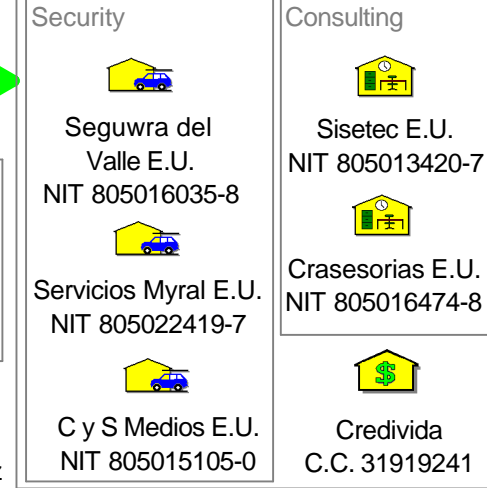 Security
Seguwra del
Valle E.U.
NIT 805016035-8
Servicios Myral E.U.
NIT 805022419-7
C y S Medios E.U.
NIT 805015105-0
Consulting
Sisetec E.U.
NIT 805013420-7
Crasesorias E.U.
NIT 805016474-8
$
Credivida
C.C. 31919241